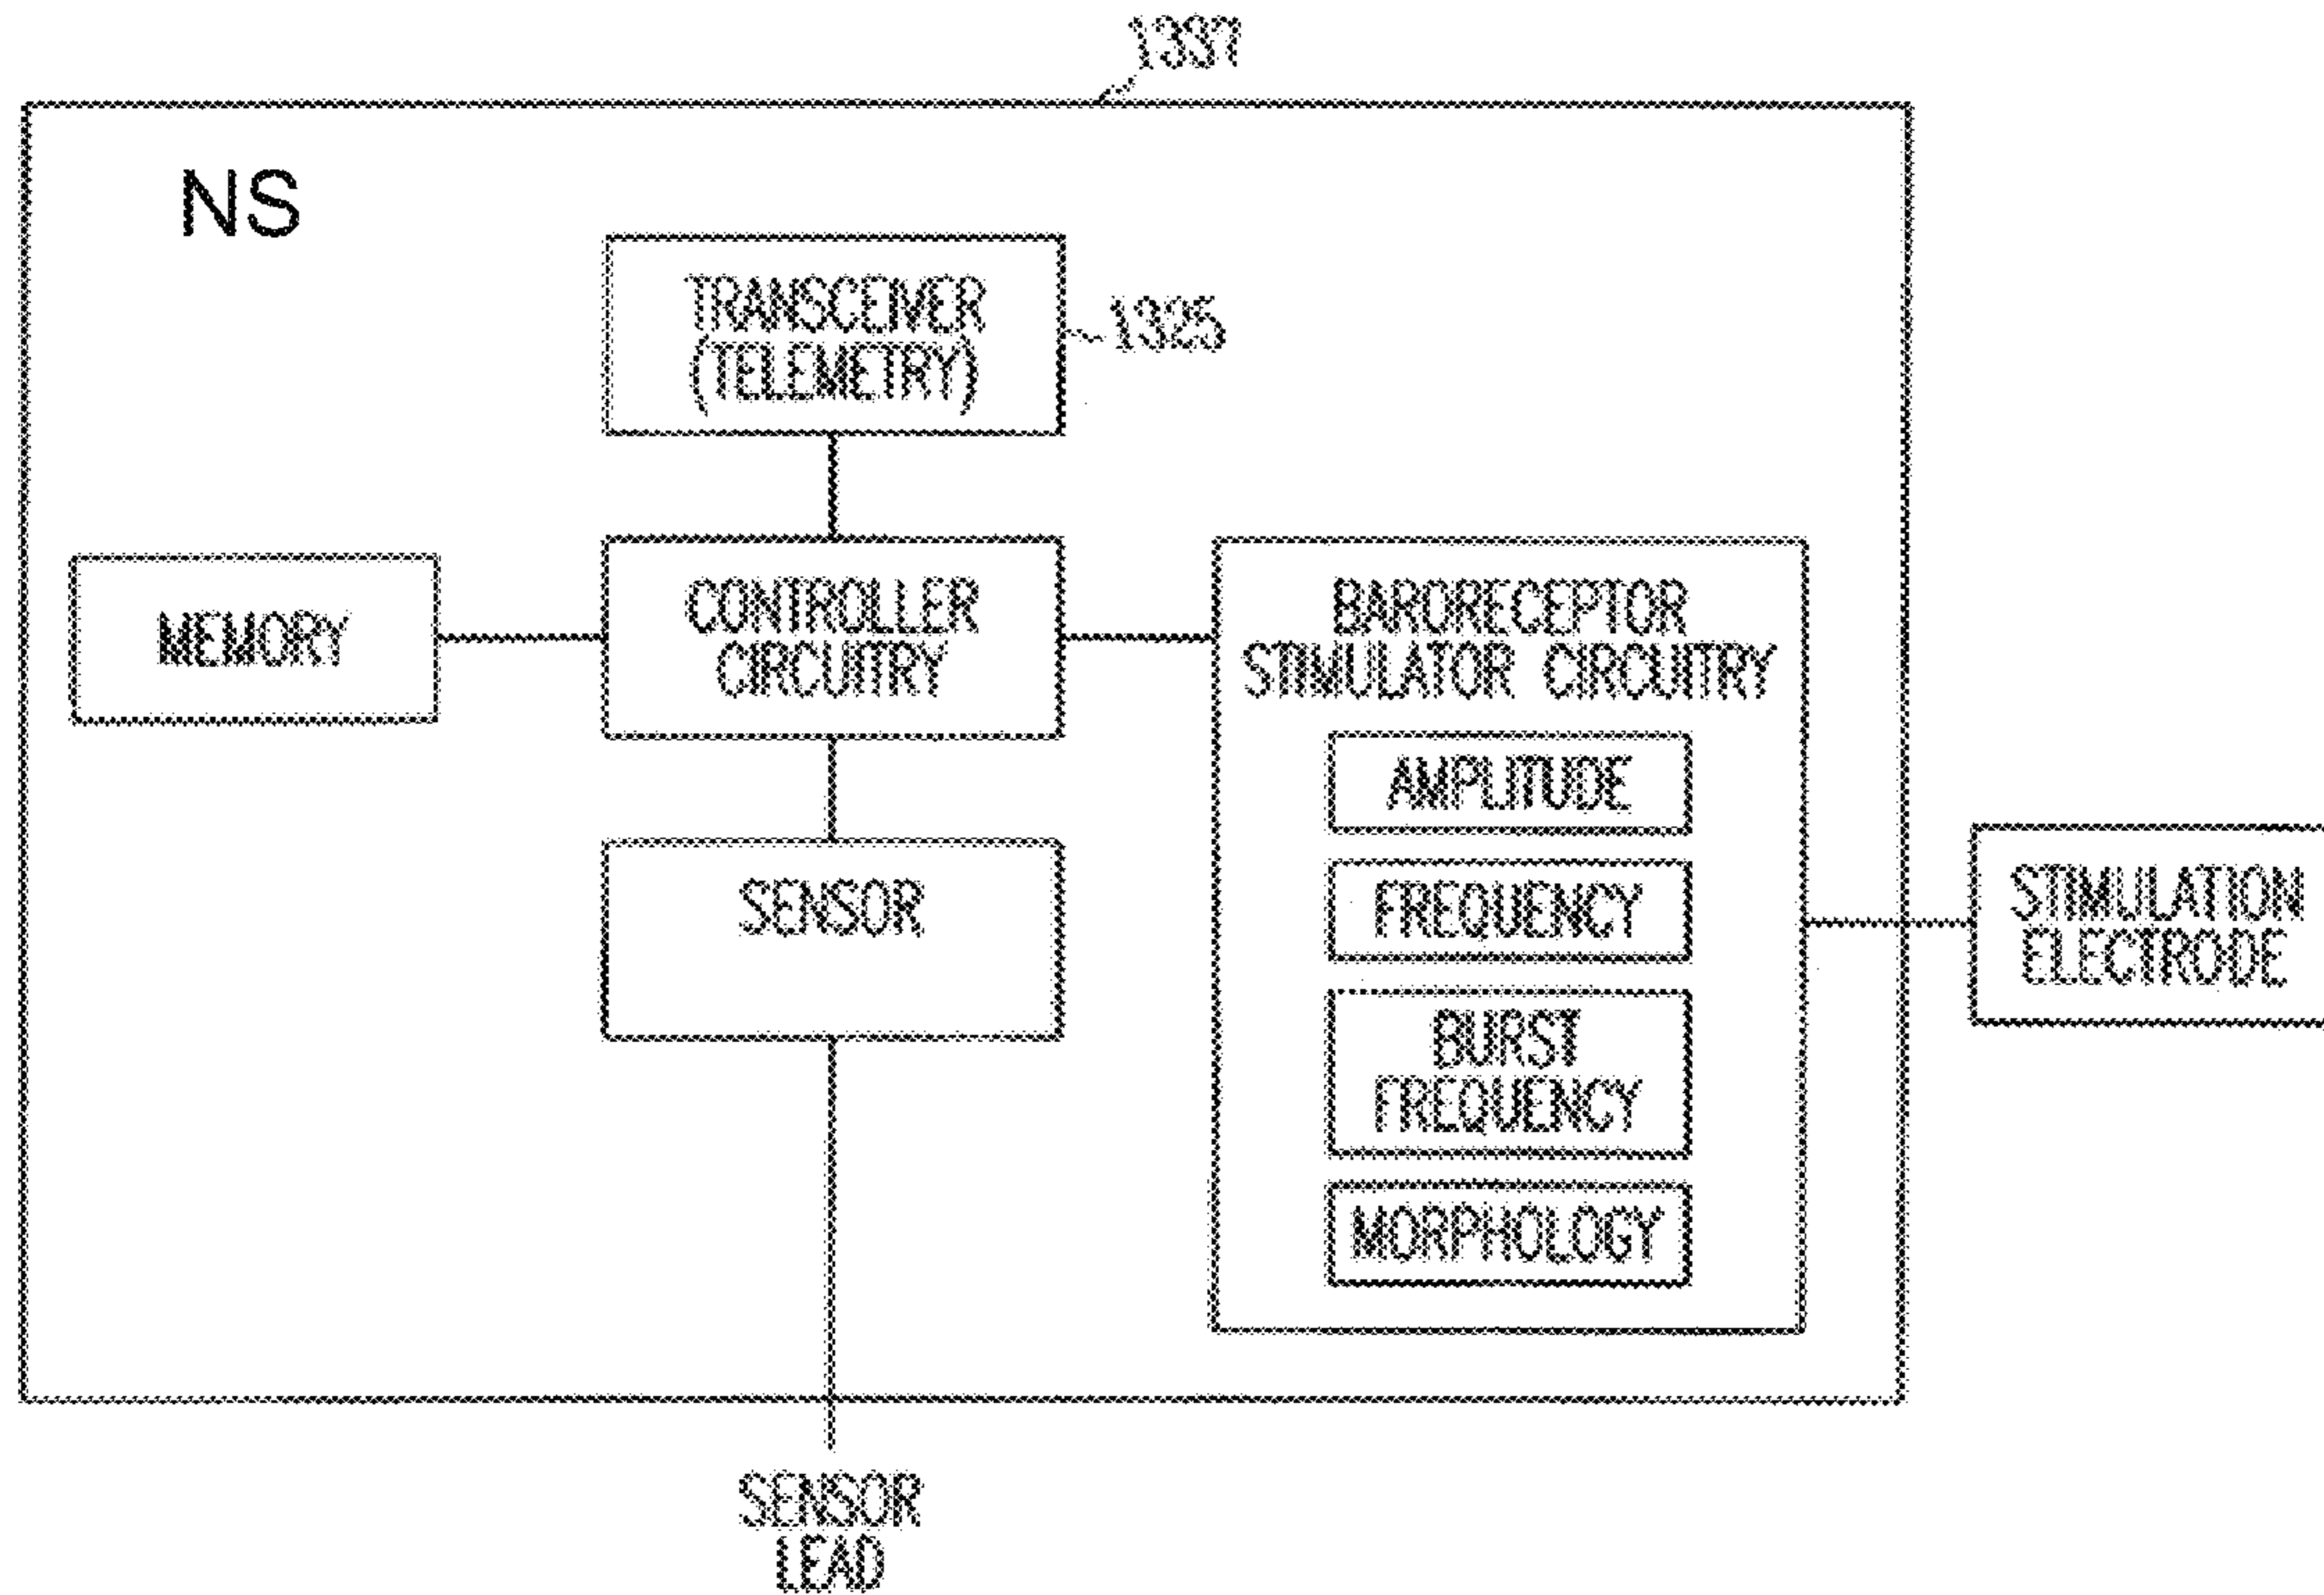 1337
NS
TRANSCEIVER
(TELEMETRY)
1325
MEMORY
CONTROLLER
CIRCUITRY
BARORECEPTOR
STIMULATOR CIRCUITRY
AMPLITUDE
FREQUENCY
BURST
FREQUENCY
MORPHOLOGY
SENSOR
STIMULATION
ELECTRODE
SENSOR
LEAD